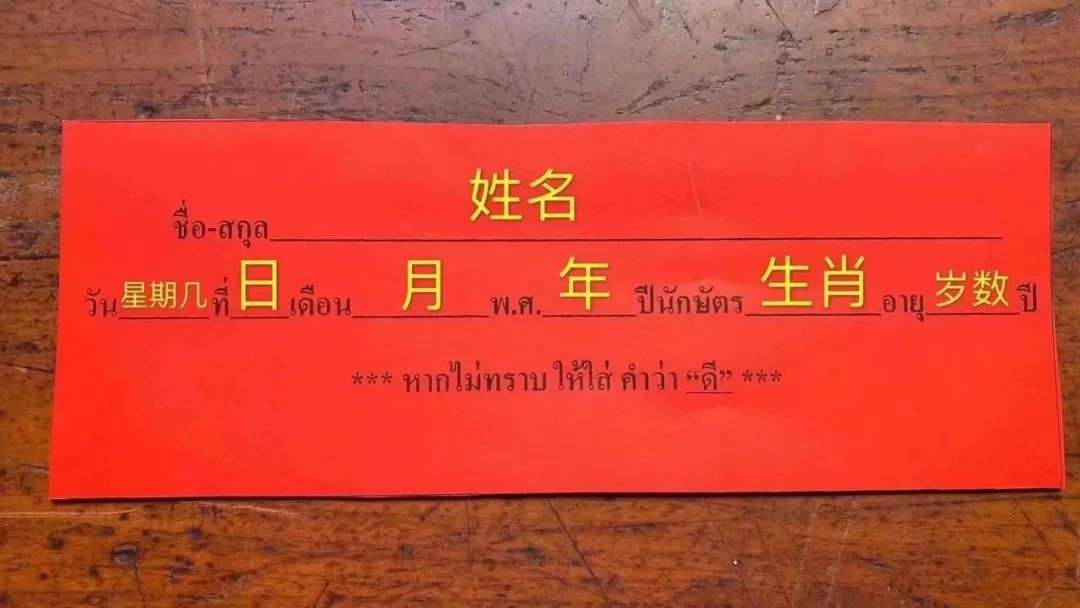 ชื่อ-สกุล 姓名
วัน 星期几 ที่ 日 เดือน 月 พ.ศ. 年 ปีนักษัตร 生肖 อายุ 岁数 ปี
*** หากไม่ทราบ ให้ใส่ คำว่า “ดี” ***